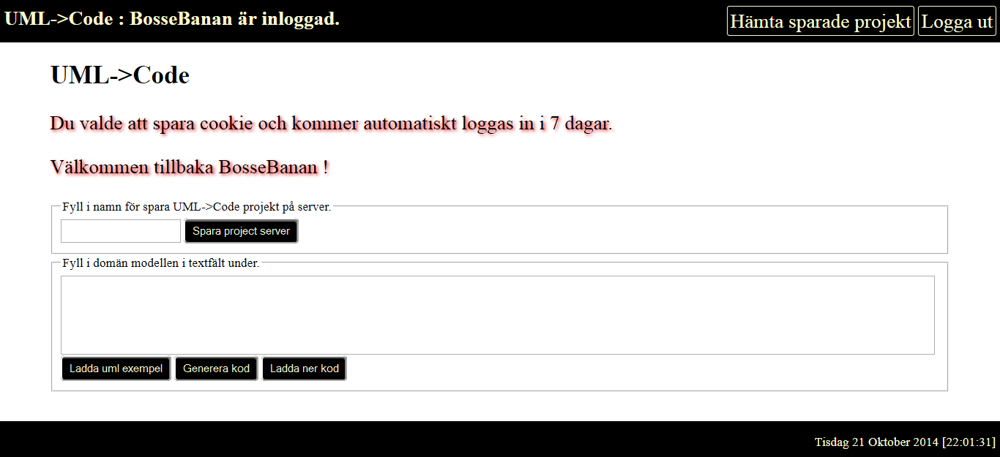 UML->Code : BosseBanan är inloggad.
Hämta sparade projekt Logga ut
UML->Code
Du valde att spara cookie och kommer automatiskt loggas in i 7 dagar.
Välkommen tillbaka BosseBanan !
Fyll i namn för spara UML->Code projekt på server.
Spara project server
Fyll i domän modellen i textfält under.
Ladda uml exempel Generera kod Ladda ner kod
Tisdag 21 Oktober 2014 [22:01:31]